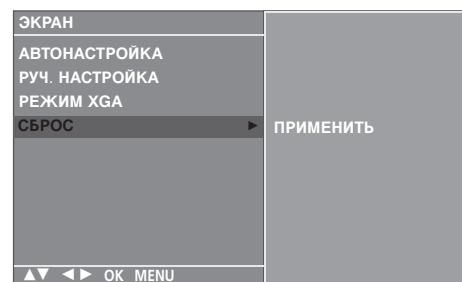 ЭКРАН
АВТОНАСТРОЙКА
РУЧ. НАСТРОЙКА
РЕЖИМ XGA
СБРОС ►
ПРИМЕНИТЬ
▲▼ ◄► OK MENU